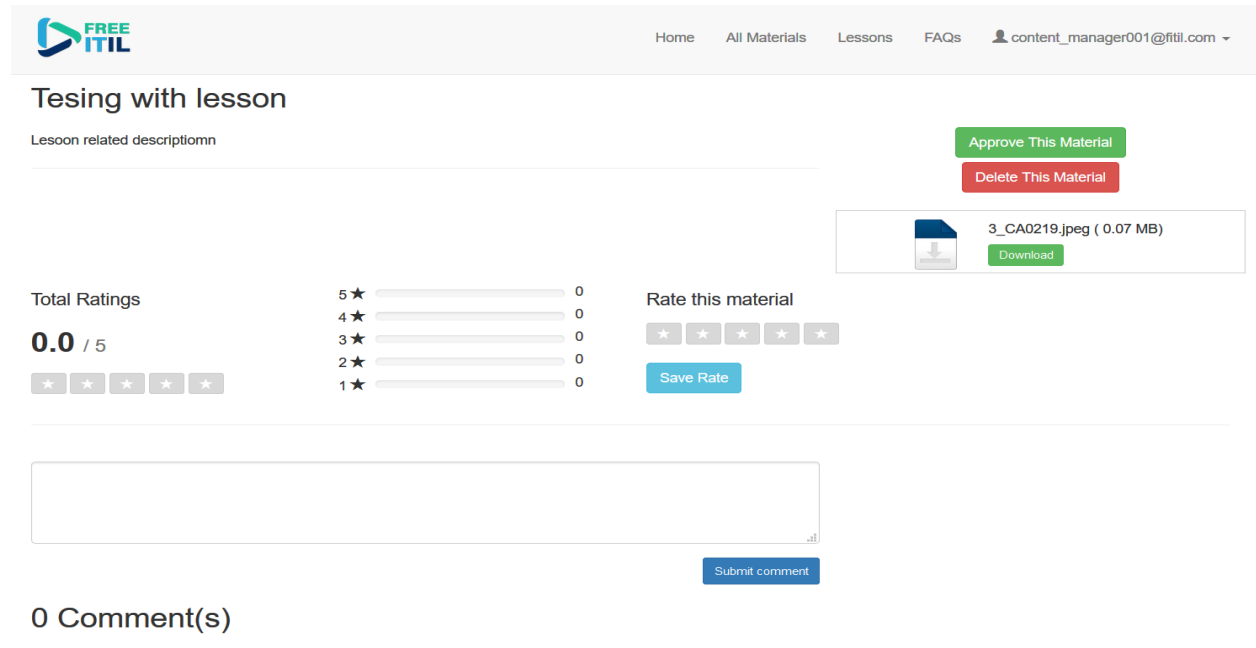 FREE
ITIL
Home All Materials Lessons FAQs content_manager001@fitil.com
Tesing with lesson
Lesoon related descriptiomn
Approve This Material
Delete This Material
3_CA0219.jpeg ( 0.07 MB)
Download
Total Ratings
0.0 / 5
5★ 0
4★ 0
3★ 0
2★ 0
1★ 0
Rate this material
Save Rate
Submit comment
0 Comment(s)